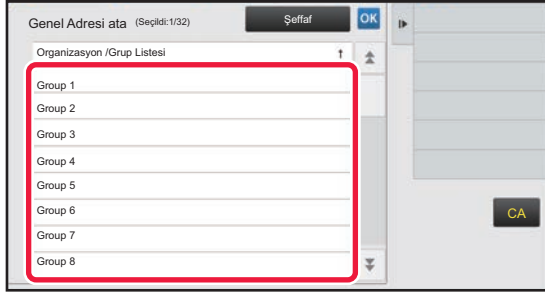 Genel Adresi ata (Seçildi:1/32) Şeffaf OK
Organizasyon /Grup Listesi
Group 1
Group 2
Group 3
Group 4
Group 5
Group 6
Group 7
Group 8
CA